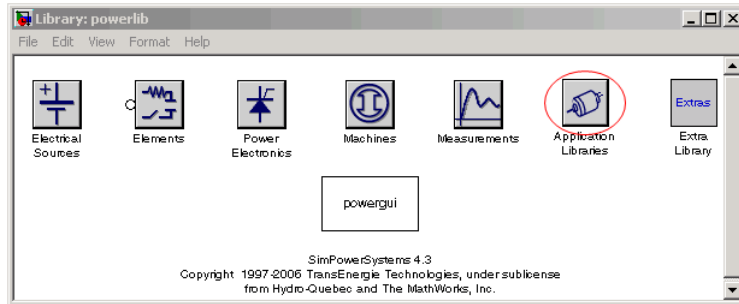 Library: powerlib
File Edit View Format Help
Electrical
Sources
Elements
Power
Electronics
Machines
Measurements
Application
Libraries
Extras
Extra
Library
powergui
SimPowerSystems 4.3
Copyright 1997-2006 TransEnergie Technologies, under sublicense
from Hydro-Quebec and The MathWorks, Inc.